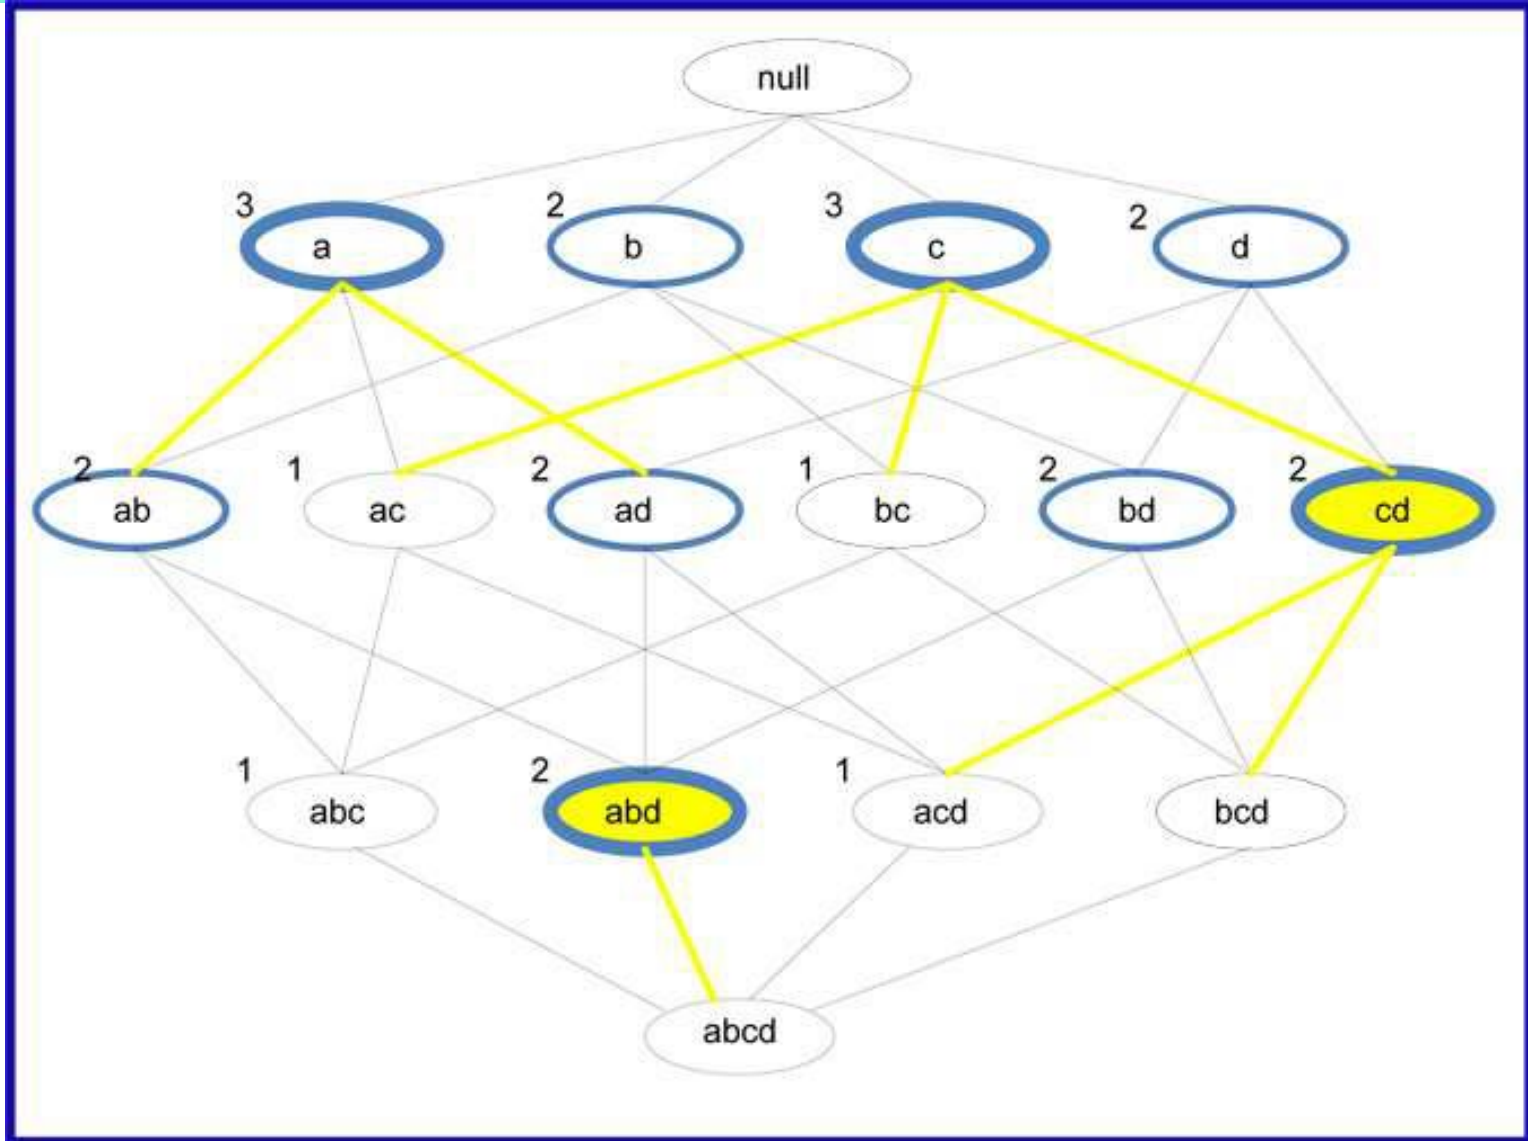 null
3 2 3 2
a b c d
2 1 2 1 2 2
ab ac ad bc bd cd
1 2 1
abc abd acd bcd
abcd